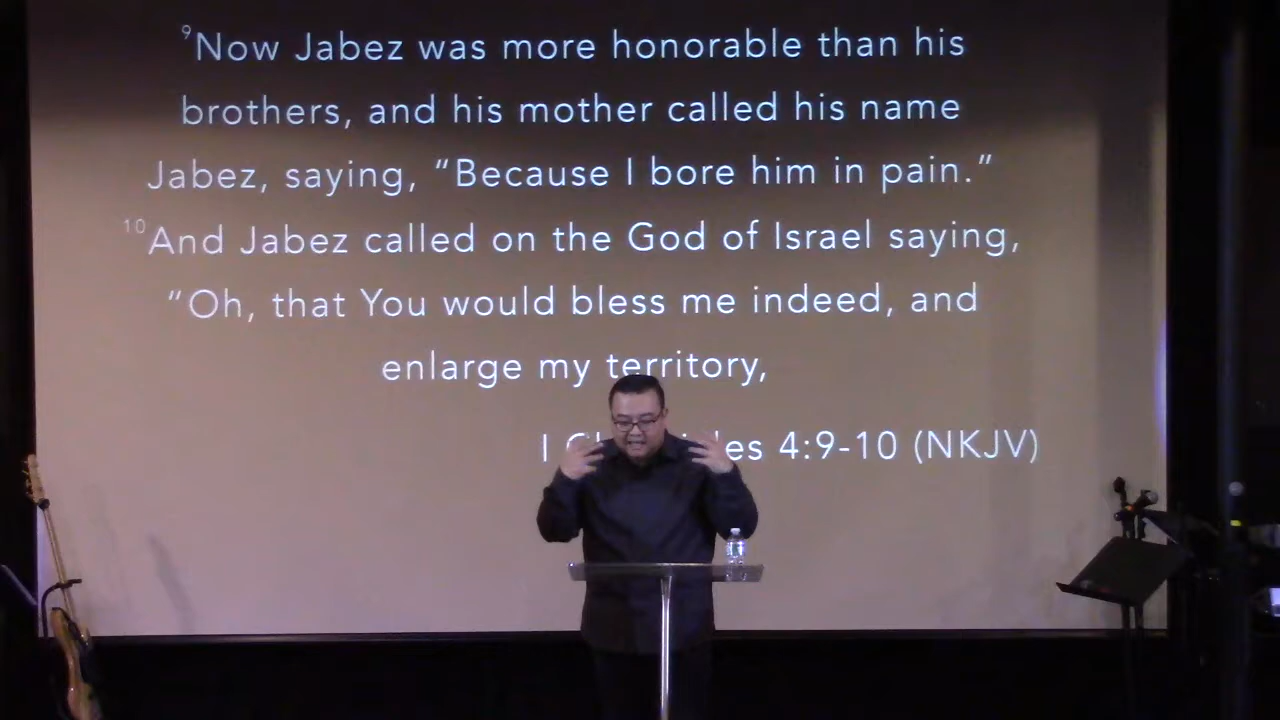 ⁹Now Jabez was more honorable than his
brothers, and his mother called his name
Jabez, saying, “Because I bore him in pain.”
¹⁰And Jabez called on the God of Israel saying,
“Oh, that You would bless me indeed, and
enlarge my territory,
I 4:9-10 (NKJV)